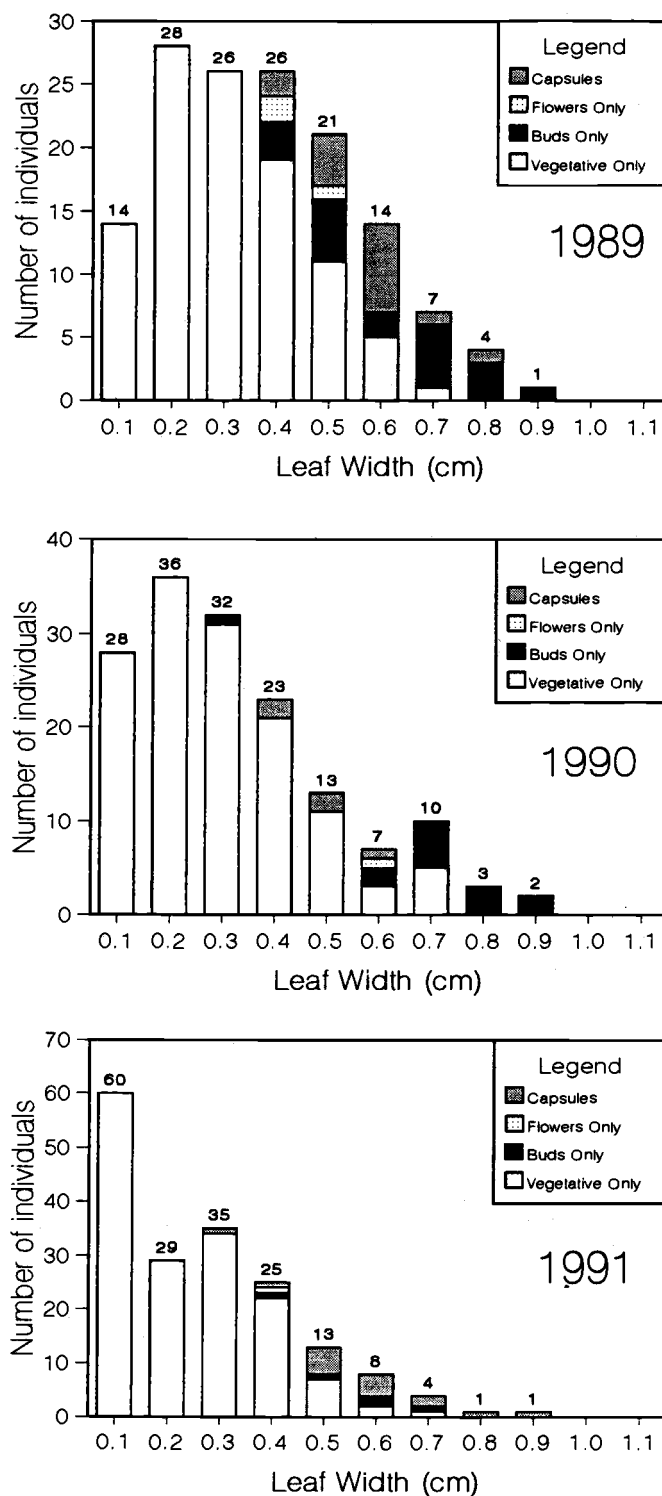 30
28
26
26
Legend
Capsules
Flowers Only
Buds Only
Vegetative Only
25
21
20
14
14
15
1989
10
7
4
5
1
0
Number of individuals
0.1 0.2 0.3 0.4 0.5 0.6 0.7 0.8 0.9 1.0 1.1
Leaf Width (cm)
40
36
32
28
Legend
Capsules
Flowers Only
Buds Only
Vegetative Only
30
23
20
13
1990
10
10
7
3
2
0
Number of individuals
0.1 0.2 0.3 0.4 0.5 0.6 0.7 0.8 0.9 1.0 1.1
Leaf Width (cm)
70
60
60
Legend
Capsules
Flowers Only
Buds Only
Vegetative Only
50
40
35
29
30
25
1991
20
13
8
10
4
1
1
0
Number of individuals
0.1 0.2 0.3 0.4 0.5 0.6 0.7 0.8 0.9 1.0 1.1
Leaf Width (cm)